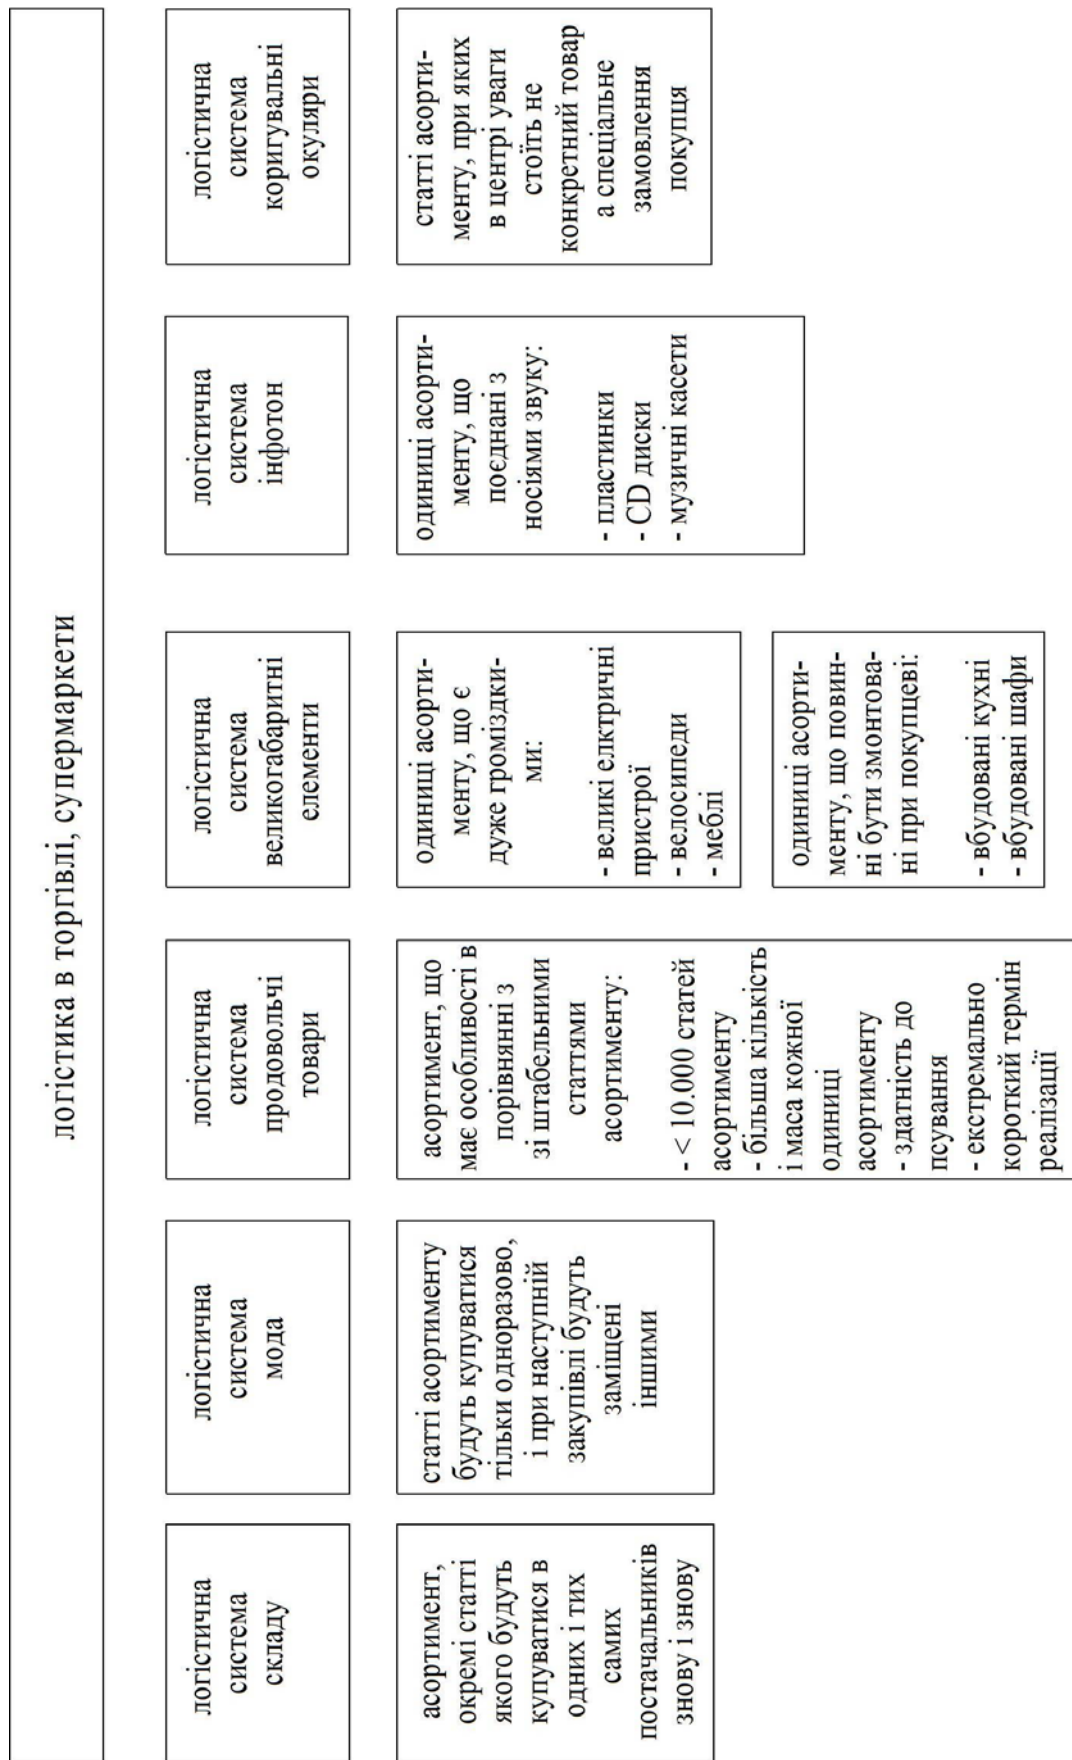 логістика в торгівлі, супермаркети
логістична
система
складу
асортимент,
окремі статті
якого будуть
купуватися в
одних і тих
самих
постачальників
знову і знову
логістична
система
мода
статті асортименту
будуть купуватися
тільки одноразово,
і при наступній
закупівлі будуть
заміщені
іншими
логістична
система
продовольчі
товари
асортимент, що
має особливості в
порівнянні з
зі штабельними
статтями
асортименту:
- < 10.000 статей
асортименту
- більша кількість
і маса кожної
одиниці
асортименту
- здатність до
псування
- екстремально
короткий термін
реалізації
логістична
система
великогабаритні
елементи
одиниці асорти-
менту, що є
дуже громіздки-
ми:
- великі елктричні
пристрої
- велосипеди
- меблі
одиниці асорти-
менту, що повин-
ні бути змонтова-
ні при покупцеві:
- вбудовані кухні
- вбудовані шафи
логістична
система
інфотон
одиниці асорти-
менту, що
поєднані з
носіями звуку:
- пластинки
- CD диски
- музичні касети
логістична
система
коригувальні
окуляри
статті асорти-
менту, при яких
в центрі уваги
стоїть не
конкретний товар
а спеціальне
замовлення
покупця